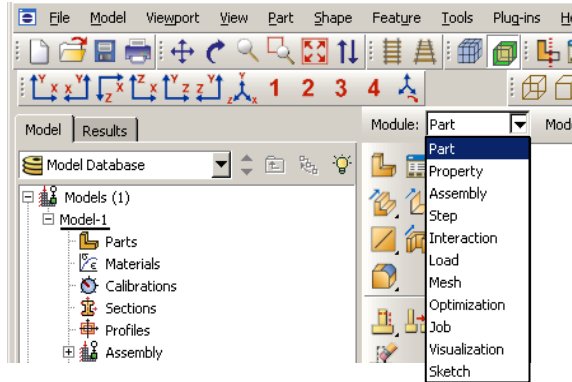 File Model Viewport View Part Shape Feature Tools Plug-ins
Y X X Y Z X Z X Y Z Z Y Y Z X 1 2 3 4
Model Results Module: Part
Model Database
Models (1)
Model-1
Parts
Materials
Calibrations
Sections
Profiles
Assembly
Part
Property
Assembly
Step
Interaction
Load
Mesh
Optimization
Job
Visualization
Sketch